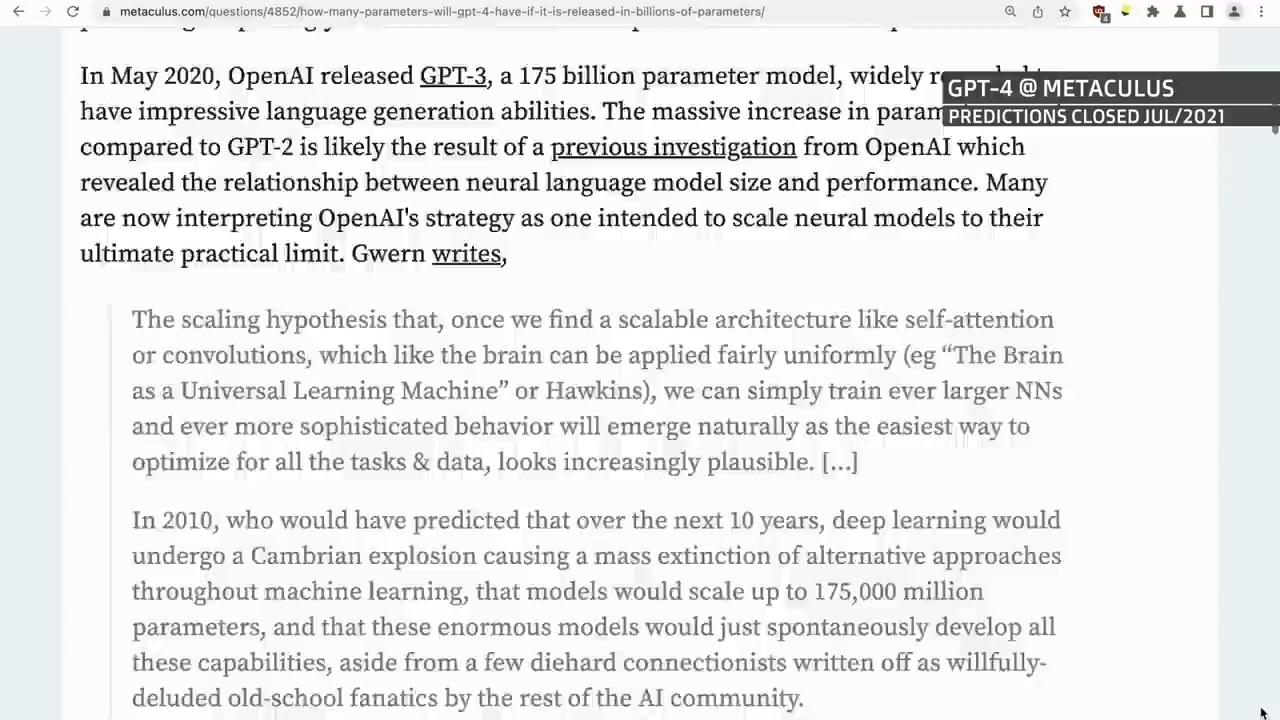 metaculus.com/questions/4852/how-many-parameters-will-gpt-4-have-if-it-is-released-in-billions-of-parameters/
In May 2020, OpenAI released GPT-3, a 175 billion parameter model, widely
GPT-4 @ METACULUS
PREDICTIONS CLOSED JUL/2021
have impressive language generation abilities. The massive increase in
compared to GPT-2 is likely the result of a previous investigation from OpenAI which
revealed the relationship between neural language model size and performance. Many
are now interpreting OpenAI's strategy as one intended to scale neural models to their
ultimate practical limit. Gwern writes,
The scaling hypothesis that, once we find a scalable architecture like self-attention
or convolutions, which like the brain can be applied fairly uniformly (eg “The Brain
as a Universal Learning Machine” or Hawkins), we can simply train ever larger NNs
and ever more sophisticated behavior will emerge naturally as the easiest way to
optimize for all the tasks & data, looks increasingly plausible. [...]
In 2010, who would have predicted that over the next 10 years, deep learning would
undergo a Cambrian explosion causing a mass extinction of alternative approaches
throughout machine learning, that models would scale up to 175,000 million
parameters, and that these enormous models would just spontaneously develop all
these capabilities, aside from a few diehard connectionists written off as willfully-
deluded old-school fanatics by the rest of the AI community.